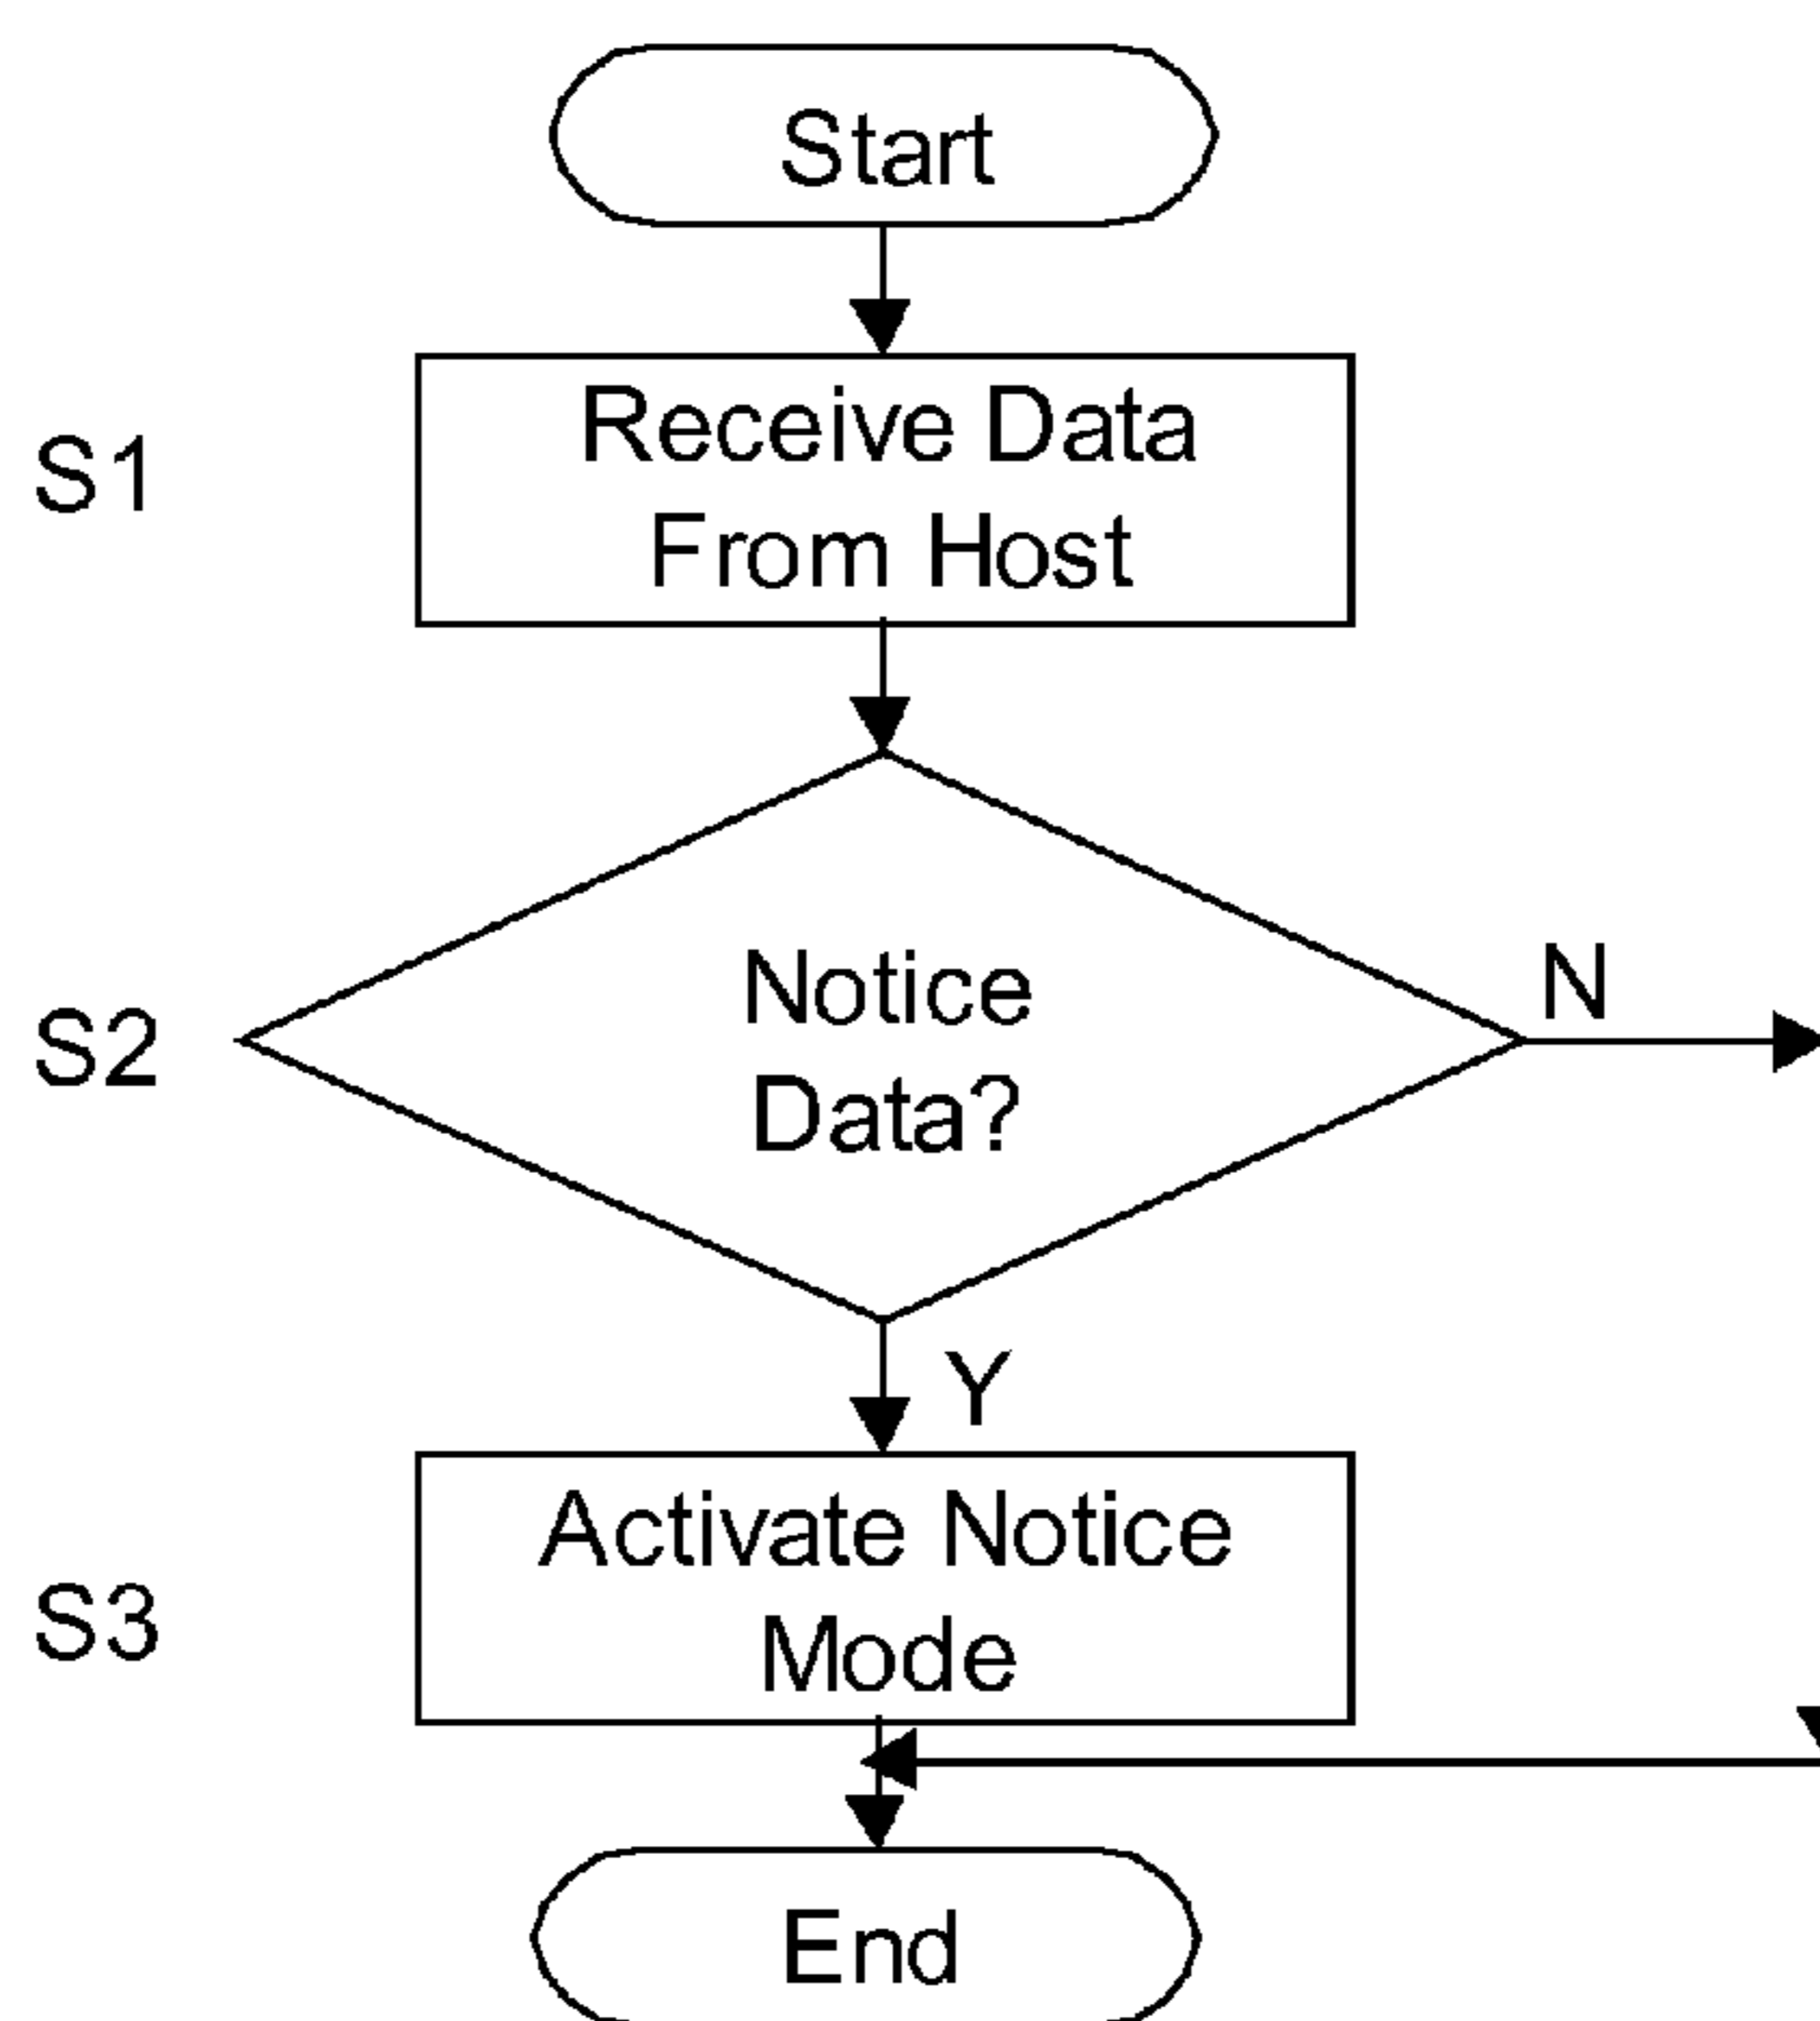 Start
S1
Receive Data
From Host
S2
Notice
Data?
N
Y
S3
Activate Notice
Mode
End